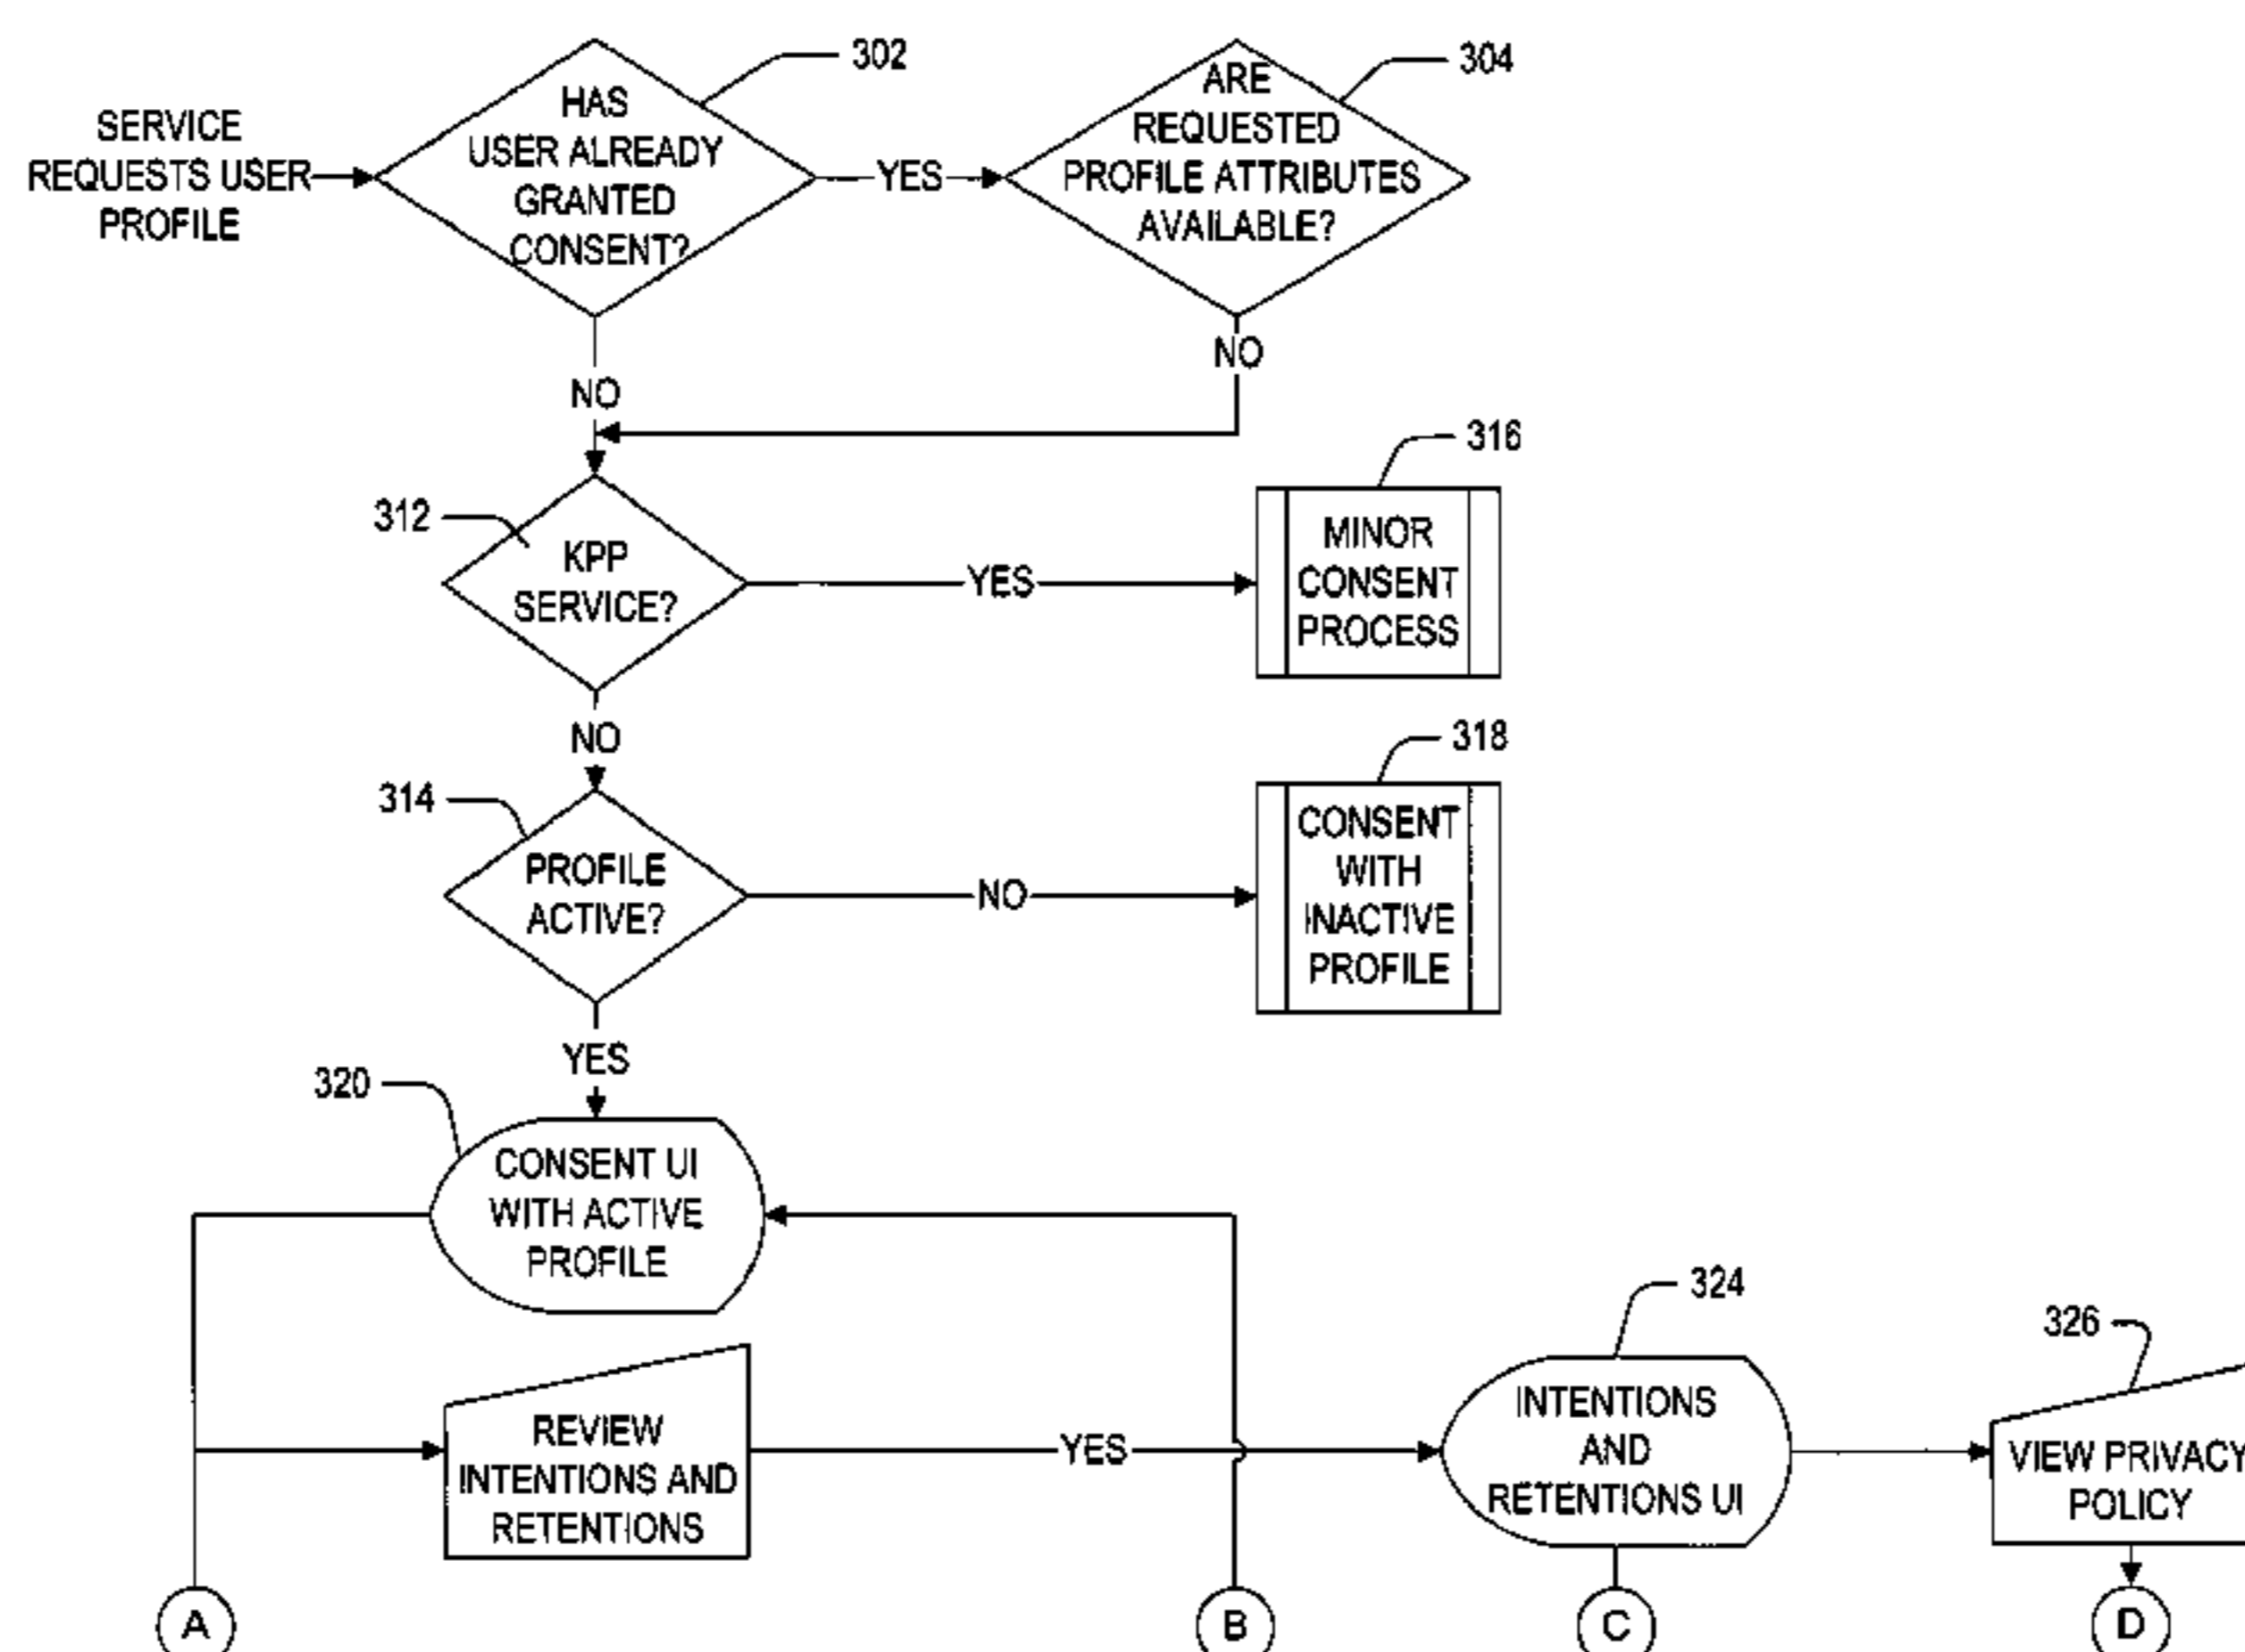 302
304
SERVICE
REQUESTS USER
PROFILE
HAS
USER ALREADY
GRANTED
CONSENT?
YES
ARE
REQUESTED
PROFILE ATTRIBUTES
AVAILABLE?
NO
NO
312
KPP
SERVICE?
YES
316
MINOR
CONSENT
PROCESS
NO
314
PROFILE
ACTIVE?
NO
318
CONSENT
WITH
INACTIVE
PROFILE
YES
320
CONSENT UI
WITH ACTIVE
PROFILE
324
326
REVIEW
INTENTIONS AND
RETENTIONS
YES
INTENTIONS
AND
RETENTIONS UI
VIEW PRIVACY
POLICY
A
B
C
D